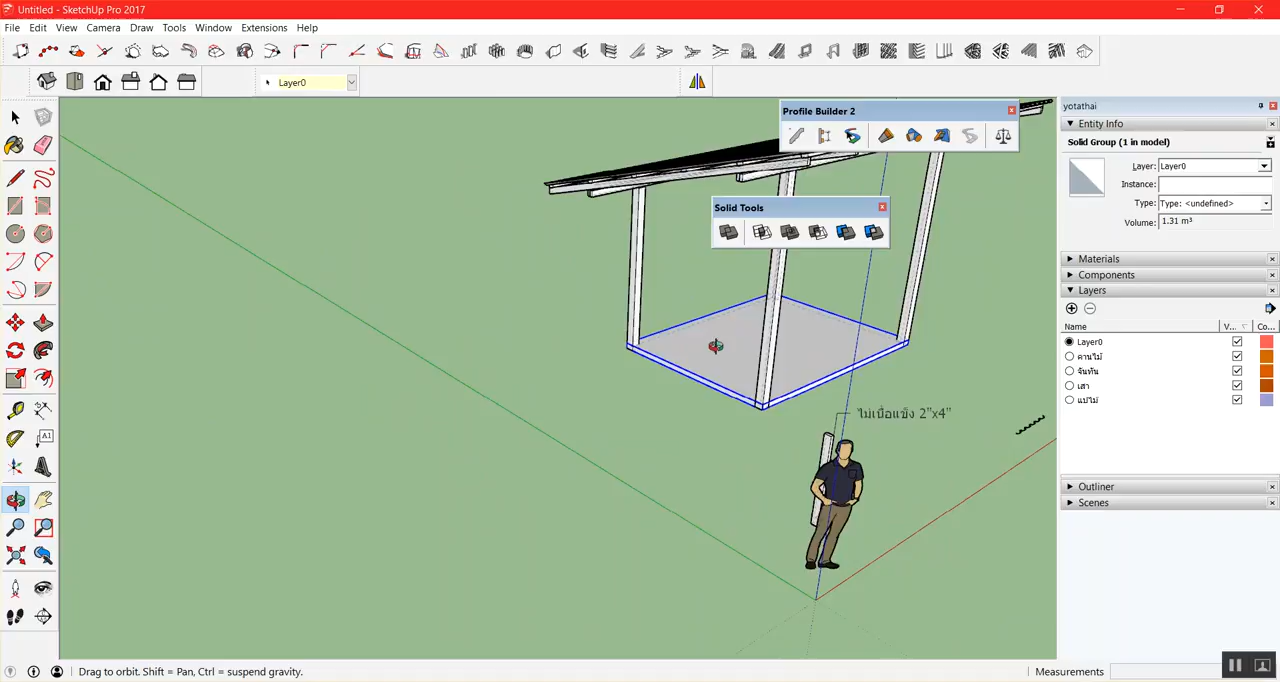 Untitled - SketchUp Pro 2017
File Edit View Camera Draw Tools Window Extensions Help
Layer0
Profile Builder 2
yotathai
Entity Info
Solid Group (1 in model)
Layer: Layer0
Instance:
Type: Type: <undefined>
Volume: 1.31 m³
Solid Tools
Materials
Components
Layers
Name V... Co...
Layer0
คานไม้
จันทัน
เสา
แปไม้
ไม้เนื้อแข็ง 2"x4"
A1
Outliner
Scenes
Drag to orbit. Shift = Pan, Ctrl = suspend gravity.
Measurements